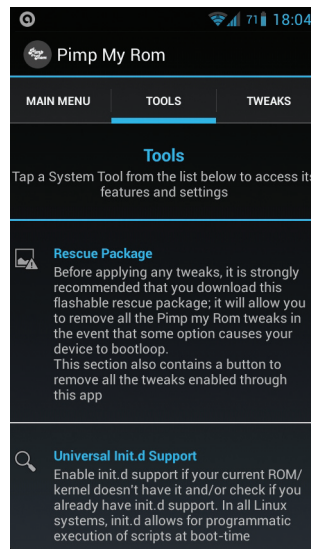 71 18:04
Pimp My Rom
MAIN MENU TOOLS TWEAKS
Tools
Tap a System Tool from the list below to access its
features and settings
Rescue Package
Before applying any tweaks, it is strongly
recommended that you download this
flashable rescue package; it will allow you
to remove all the Pimp my Rom tweaks in
the event that some option causes your
device to bootloop.
This section also contains a button to
remove all the tweaks enabled through
this app
Universal Init.d Support
Enable init.d support if your current ROM/
kernel doesn't have it and/or check if you
already have init.d support. In all Linux
systems, init.d allows for programmatic
execution of scripts at boot-time